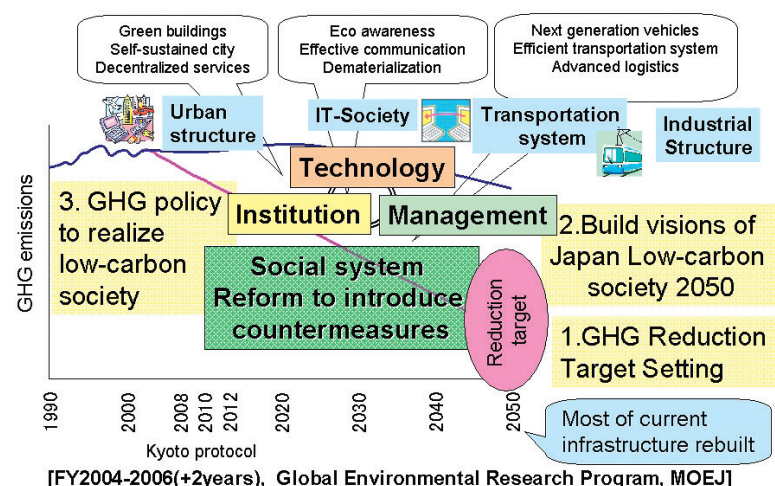 Green buildings
Self-sustained city
Decentralized services
Eco awareness
Effective communication
Dematerialization
Next generation vehicles
Efficient transportation system
Advanced logistics
Urban
structure
IT-Society
Transportation
system
Industrial
Structure
Technology
Institution
Management
3. GHG policy
to realize
low-carbon
society
Social system
Reform to introduce
countermeasures
2.Build visions of
Japan Low-carbon
society 2050
Reduction
target
1.GHG Reduction
Target Setting
GHG emissions
1990
2000
2008
2010
2012
2020
2030
2040
2050
Kyoto protocol
Most of current
infrastructure rebuilt
[FY2004-2006(+2years), Global Environmental Research Program, MOEJ]